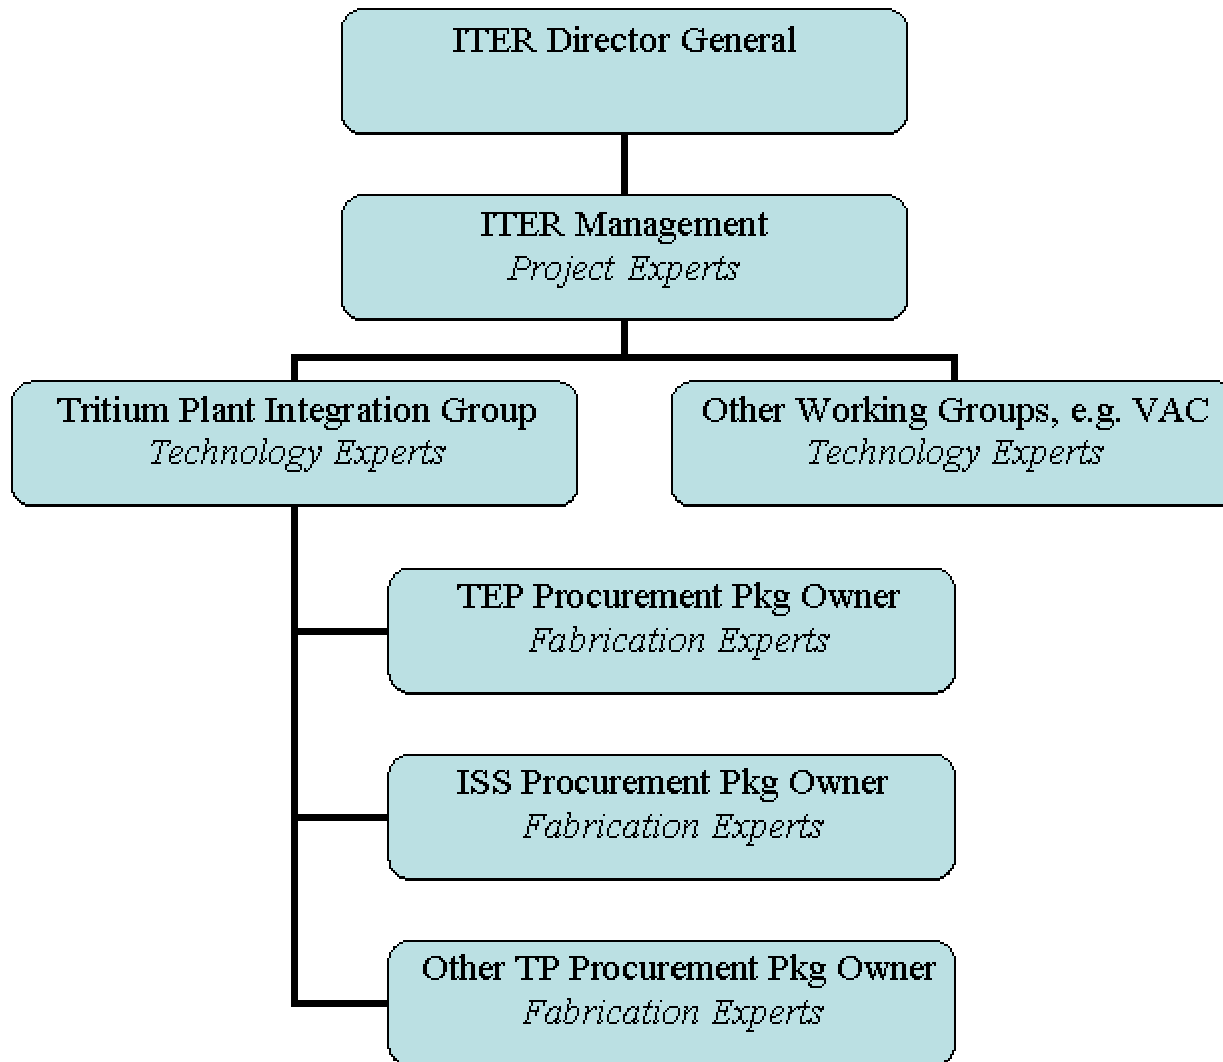 ITER Director General
ITER Management
Project Experts
Tritium Plant Integration Group
Technology Experts
Other Working Groups, e.g. VAC
Technology Experts
TEP Procurement Pkg Owner
Fabrication Experts
ISS Procurement Pkg Owner
Fabrication Experts
Other TP Procurement Pkg Owner
Fabrication Experts